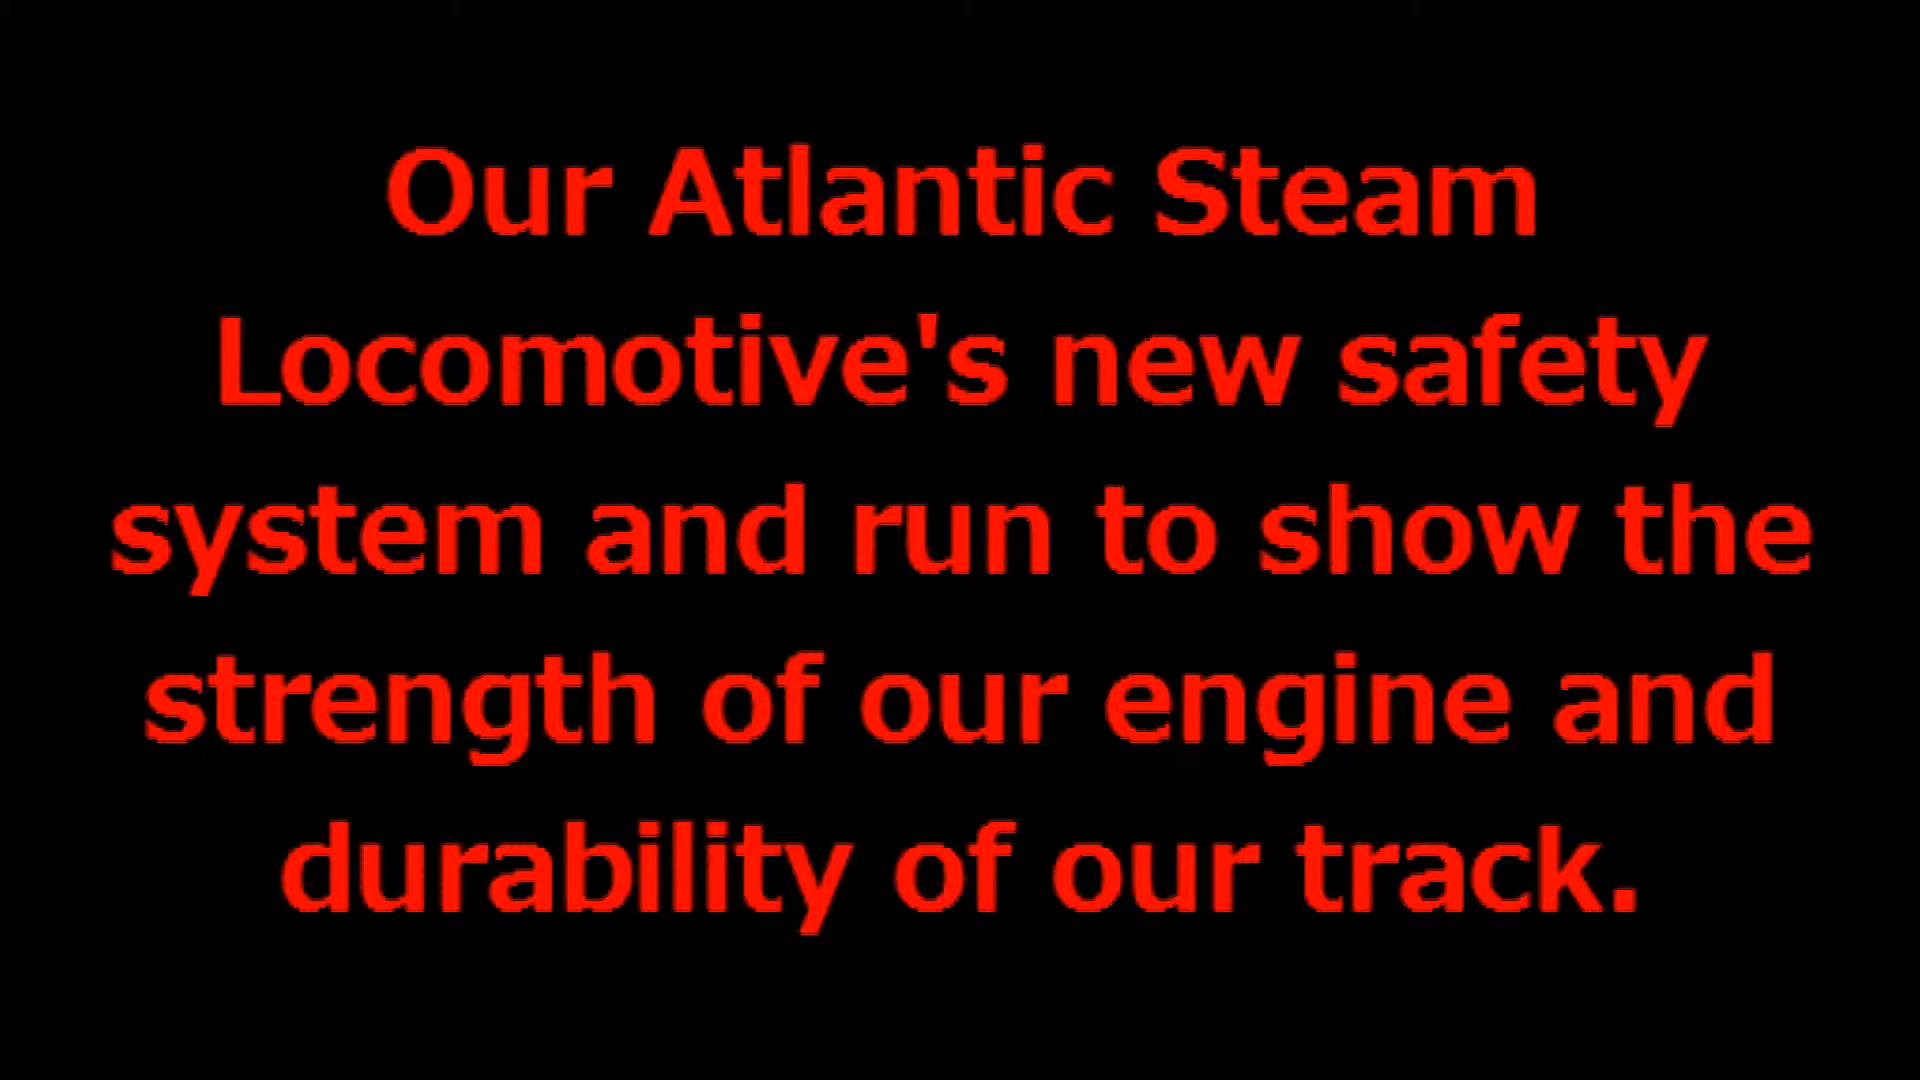 Our Atlantic Steam
Locomotive's new safety
system and run to show the
strength of our engine and
durability of our track.